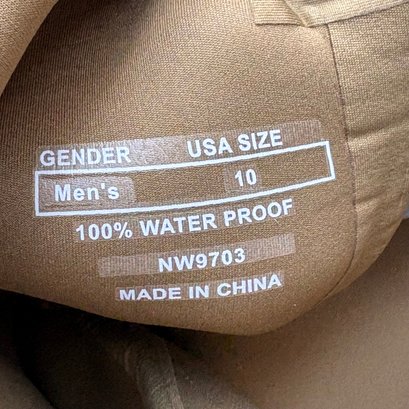 GENDER USA SIZE
Men's 10
100% WATER PROOF
NW9703
MADE IN CHINA